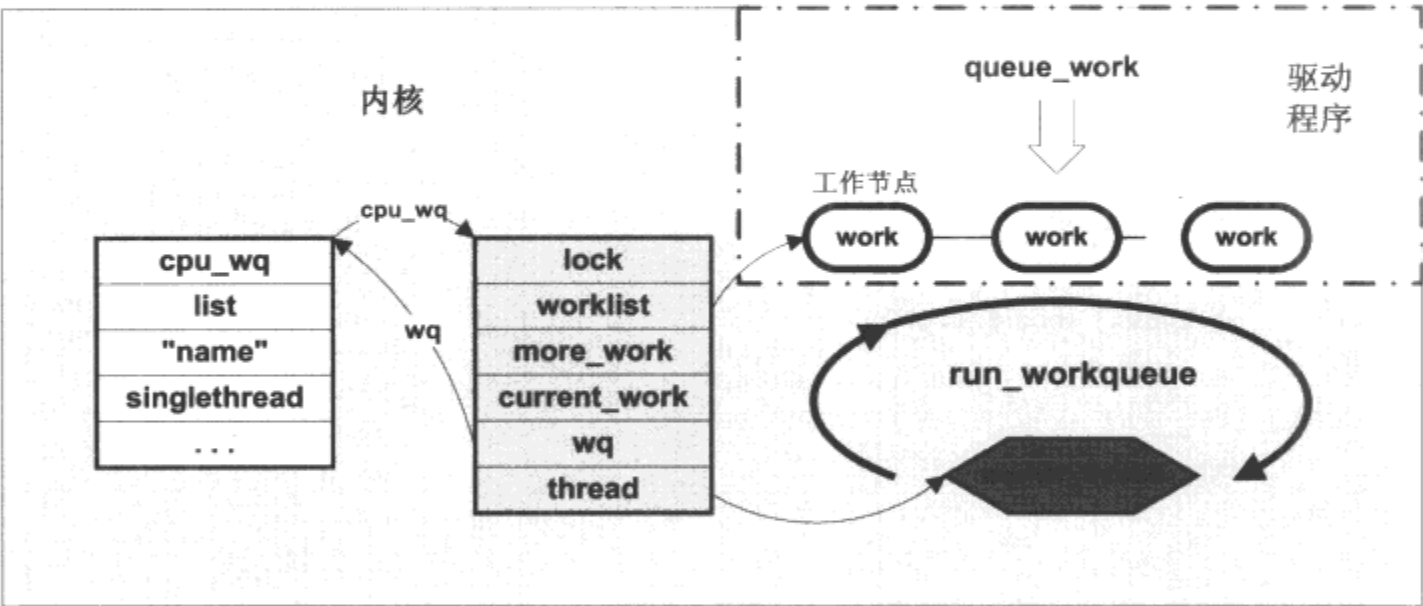 内核
queue_work
驱动
程序
工作节点
work
work
work
cpu_wq
wq
cpu_wq
list
"name"
singlethread
...
lock
worklist
more_work
current_work
wq
thread
run_workqueue